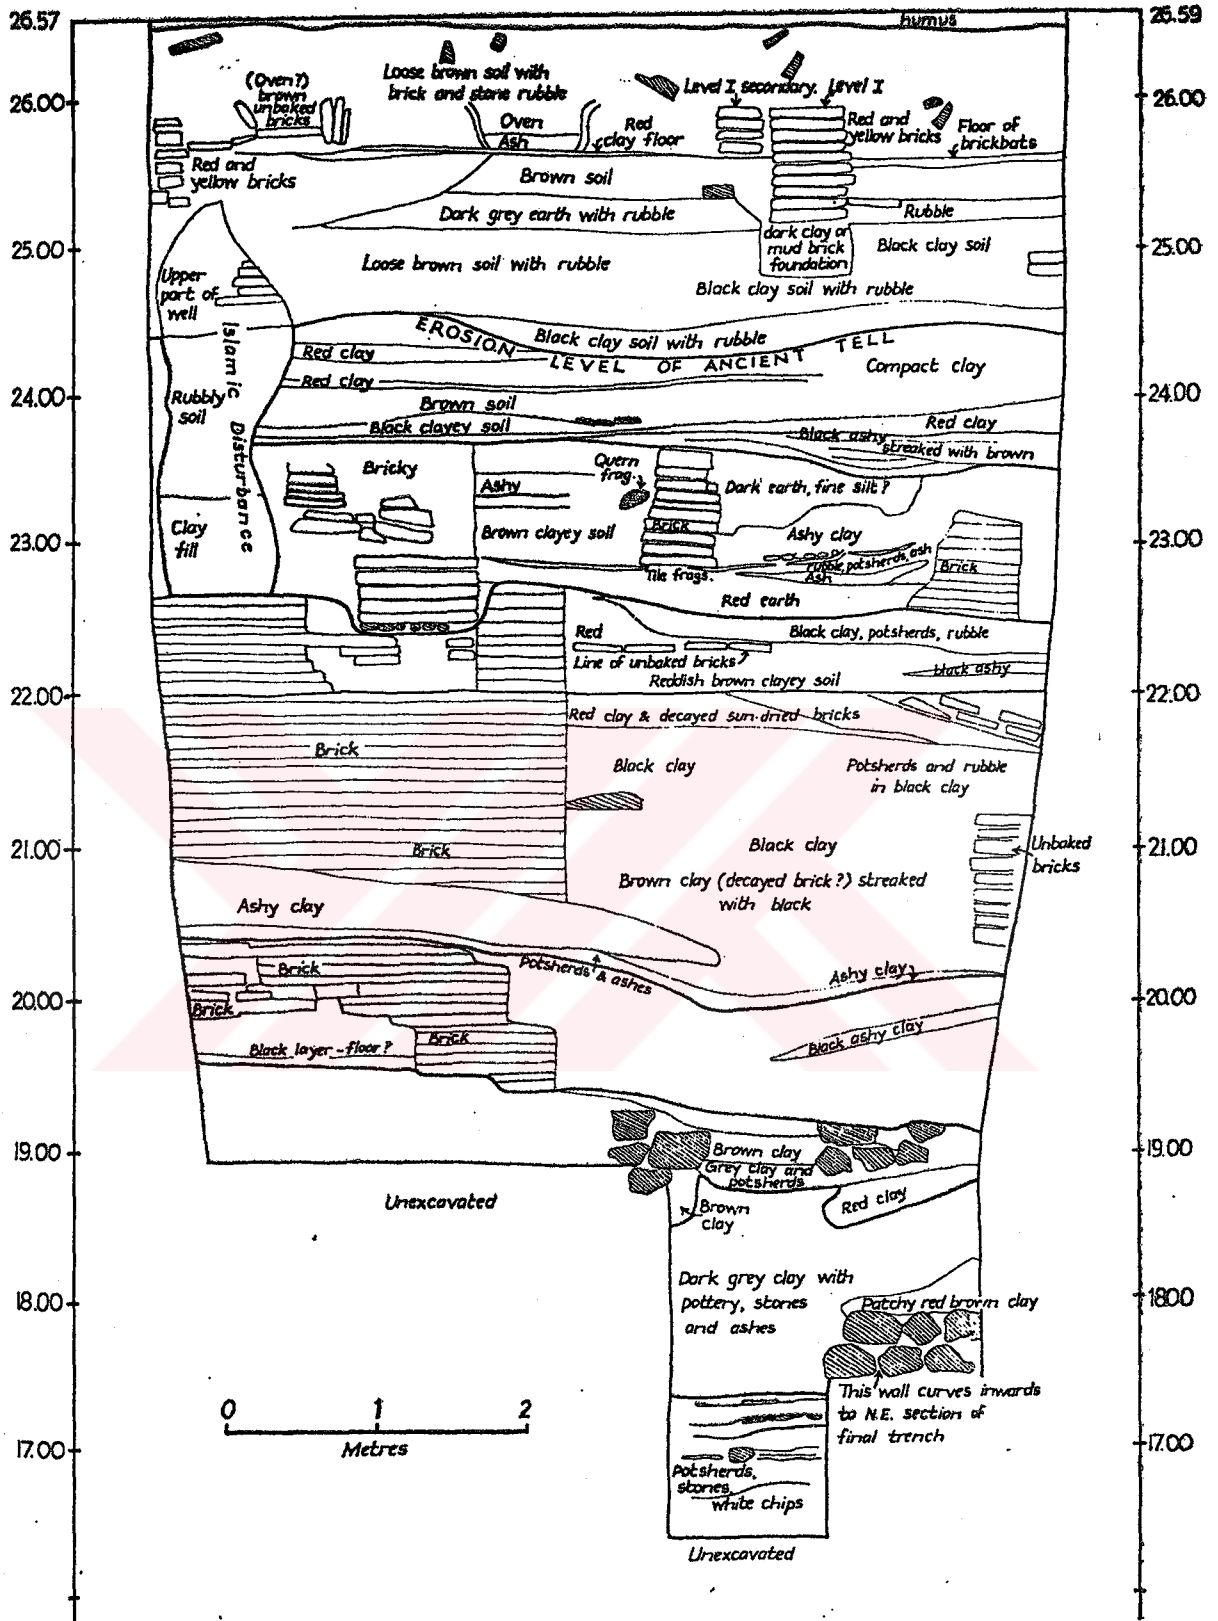 26.57
humus
26.59
(Oven?)
brown
unbaked
bricks
Loose brown soil with
brick and stone rubble
Level I secondary.
Level I
26.00
26.00
Oven
Ash
Red
clay floor
Red and
yellow bricks
Floor of
brickbats
Red and
yellow bricks
Brown soil
Dark grey earth with rubble
Rubble
dark clay or
mud brick
foundation
Black clay soil
25.00
25.00
Loose brown soil with rubble
Upper
part of
well
Black clay soil with rubble
Islamic Disturbance
EROSION LEVEL OF ANCIENT TELL
Black clay soil with rubble
Red clay
Compact clay
Red clay
24.00
24.00
Rubbly
soil
Brown soil
Black clayey soil
Red clay
Black ashy
streaked with brown
Bricky
Quern
frag.
Ashy
Dark earth, fine silt?
Brick
Clay
fill
Brown clayey soil
Ashy clay
23.00
23.00
rubble, potsherds, ash
Brick
Tile frags.
Ash
Red earth
Red
Black clay, potsherds, rubble
Line of unbaked bricks
black ashy
Reddish brown clayey soil
22.00
22.00
Red clay & decayed sun-dried bricks
Brick
Black clay
Potsherds and rubble
in black clay
21.00
21.00
Brick
Black clay
Unbaked
bricks
Brown clay (decayed brick?) streaked
with black
Ashy clay
Brick
Potsherds & ashes
Ashy clay
20.00
20.00
Brick
Brick
Black layer - floor?
Black ashy clay
19.00
19.00
Brown clay
Grey clay and
potsherds
Unexcavated
Brown
clay
Red clay
Dark grey clay with
pottery, stones
and ashes
18.00
18.00
Patchy red brown clay
This wall curves inwards
to N.E. section of
final trench
0 1 2
Metres
17.00
17.00
Potsherds,
stones,
white chips
Unexcavated